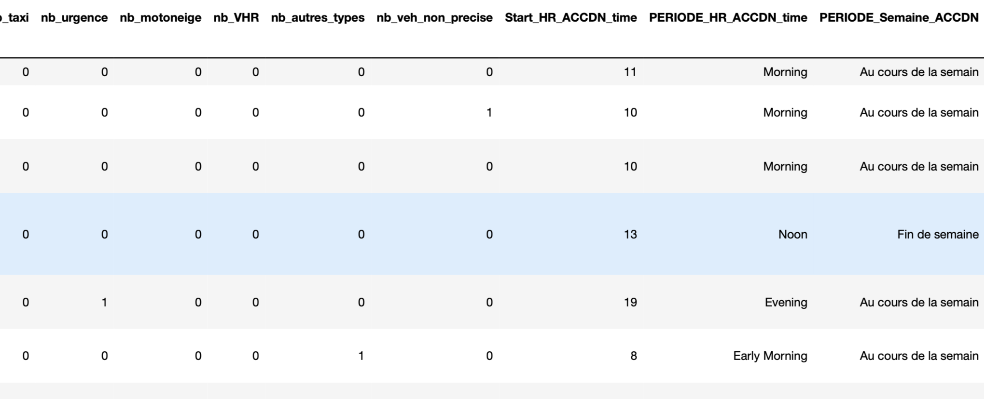 _taxi nb_urgence nb_motoneige nb_VHR nb_autres_types nb_veh_non_precise Start_HR_ACCDN_time PERIODE_HR_ACCDN_time PERIODE_Semaine_ACCDN
0 0 0 0 0 0 11 Morning Au cours de la semain
0 0 0 0 0 1 10 Morning Au cours de la semain
0 0 0 0 0 0 10 Morning Au cours de la semain
0 0 0 0 0 0 13 Noon Fin de semaine
0 1 0 0 0 0 19 Evening Au cours de la semain
0 0 0 0 1 0 8 Early Morning Au cours de la semain